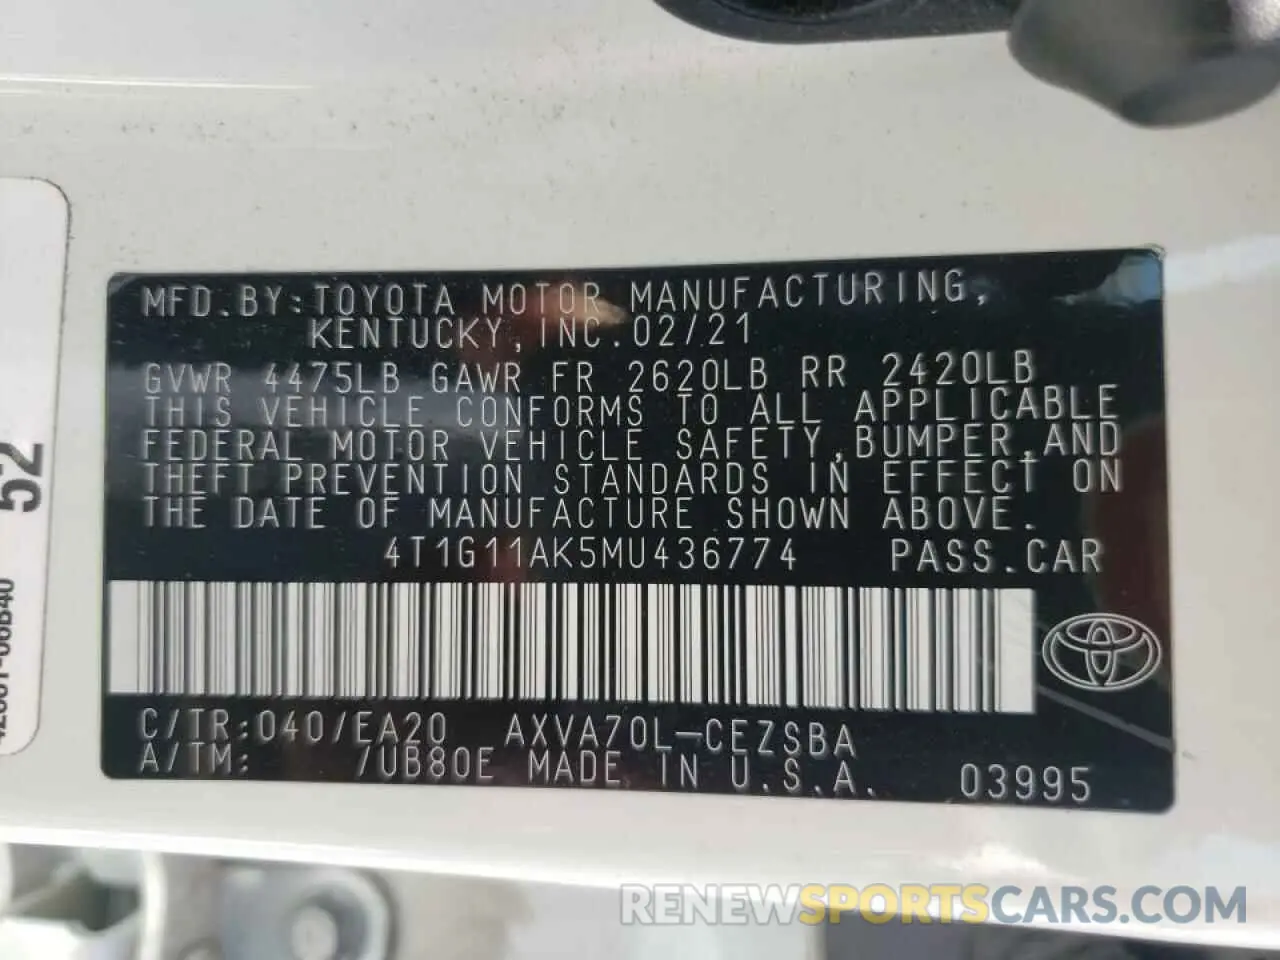 MFD.BY:TOYOTA MOTOR MANUFACTURING,
KENTUCKY,INC.02/21
GVWR 4475LB GAWR FR 2620LB RR 2420LB
THIS VEHICLE CONFORMS TO ALL APPLICABLE
FEDERAL MOTOR VEHICLE SAFETY,BUMPER,AND
THEFT PREVENTION STANDARDS IN EFFECT ON
THE DATE OF MANUFACTURE SHOWN ABOVE.
4T1G11AK5MU436774 PASS.CAR
C/TR:040/EA20 AXVA70L-CEZSBA
A/TM: /UB80E MADE IN U.S.A. 03995
52
RENEWSPORTSCARS.COM